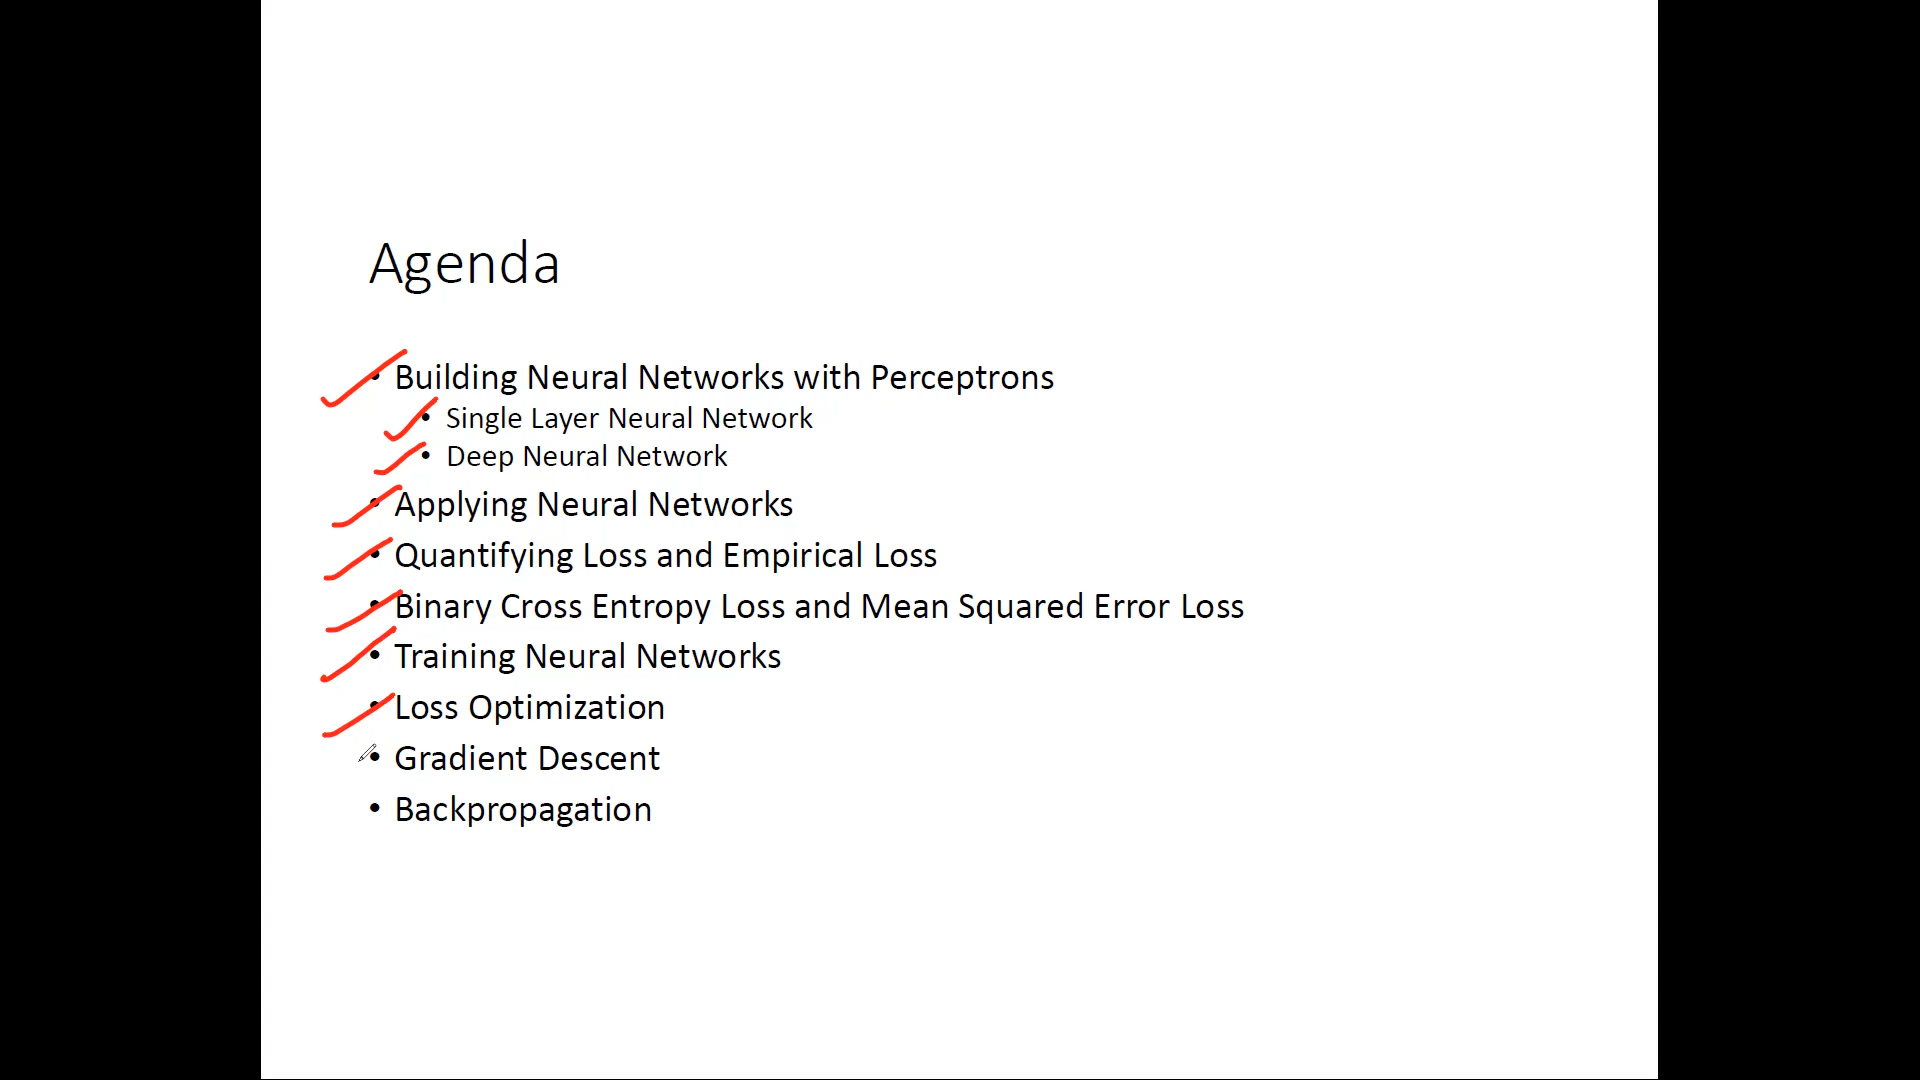 Agenda
• Building Neural Networks with Perceptrons
• Single Layer Neural Network
• Deep Neural Network
• Applying Neural Networks
• Quantifying Loss and Empirical Loss
• Binary Cross Entropy Loss and Mean Squared Error Loss
• Training Neural Networks
• Loss Optimization
• Gradient Descent
• Backpropagation